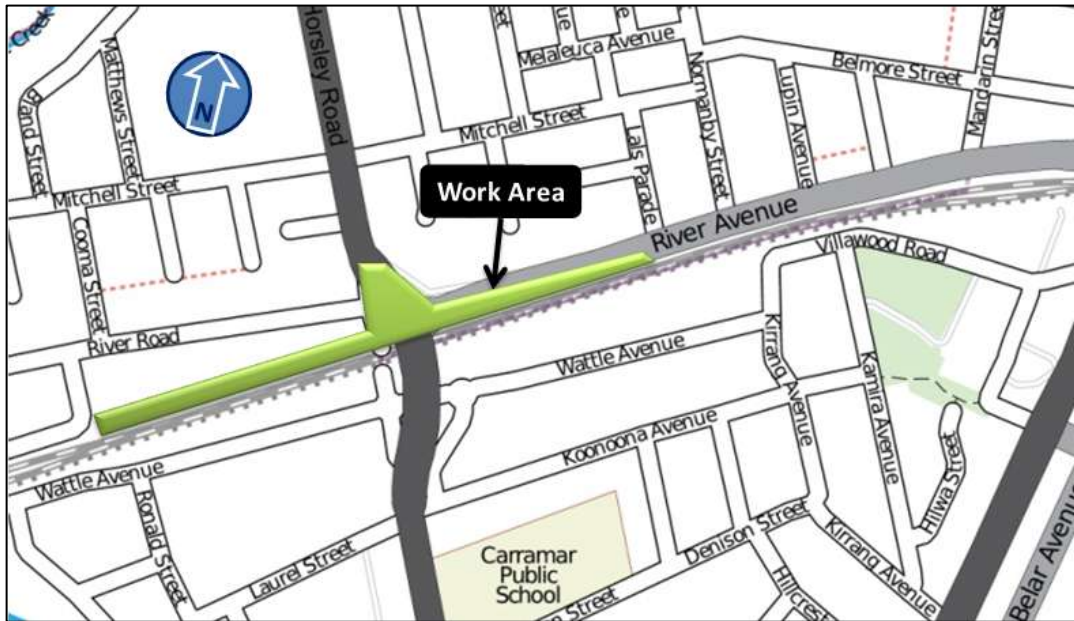 Creek
Bland Street
Matthews Street
N
Horsley Road
Melaleuca Avenue
Normanby Street
Belmore Street
Mandarin Street
Lupin Avenue
Mitchell Street
Lals Parade
Mitchell Street
Work Area
River Avenue
Cooma Street
Villawood Road
River Road
Wattle Avenue
Kirrang Avenue
Kamira Avenue
Koonoona Avenue
Wattle Avenue
Ronald Street
Hilwa Street
Laurel Street
Denison Street
Kirrang Avenue
Carramar
Public
School
Hillcrest
Belar Avenue
Street